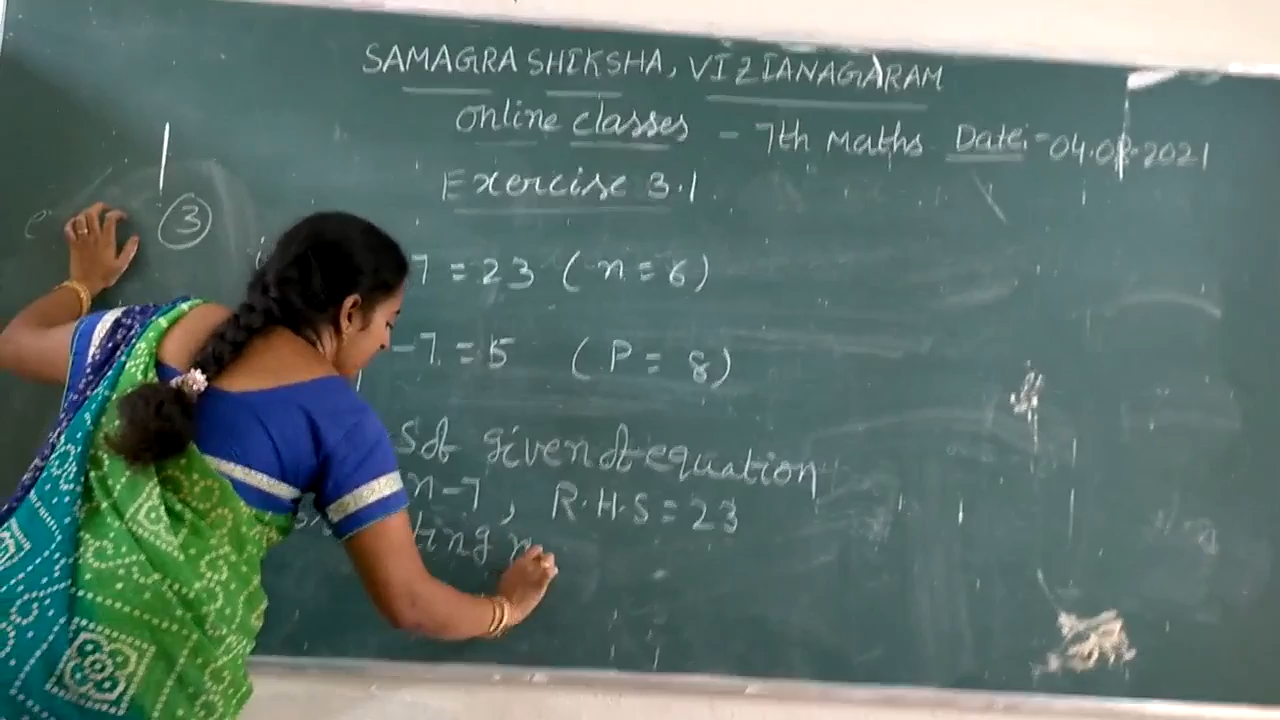 SAMAGRA SHIKSHA, VIZIANAGARAM
online classes - 7th Maths Date:- 04.08.2021
Exercise 3.1
3
7 = 23 (n = 6)
-7 = 5 (P = 8)
given equation
n-7, R.H.S = 23
ting n